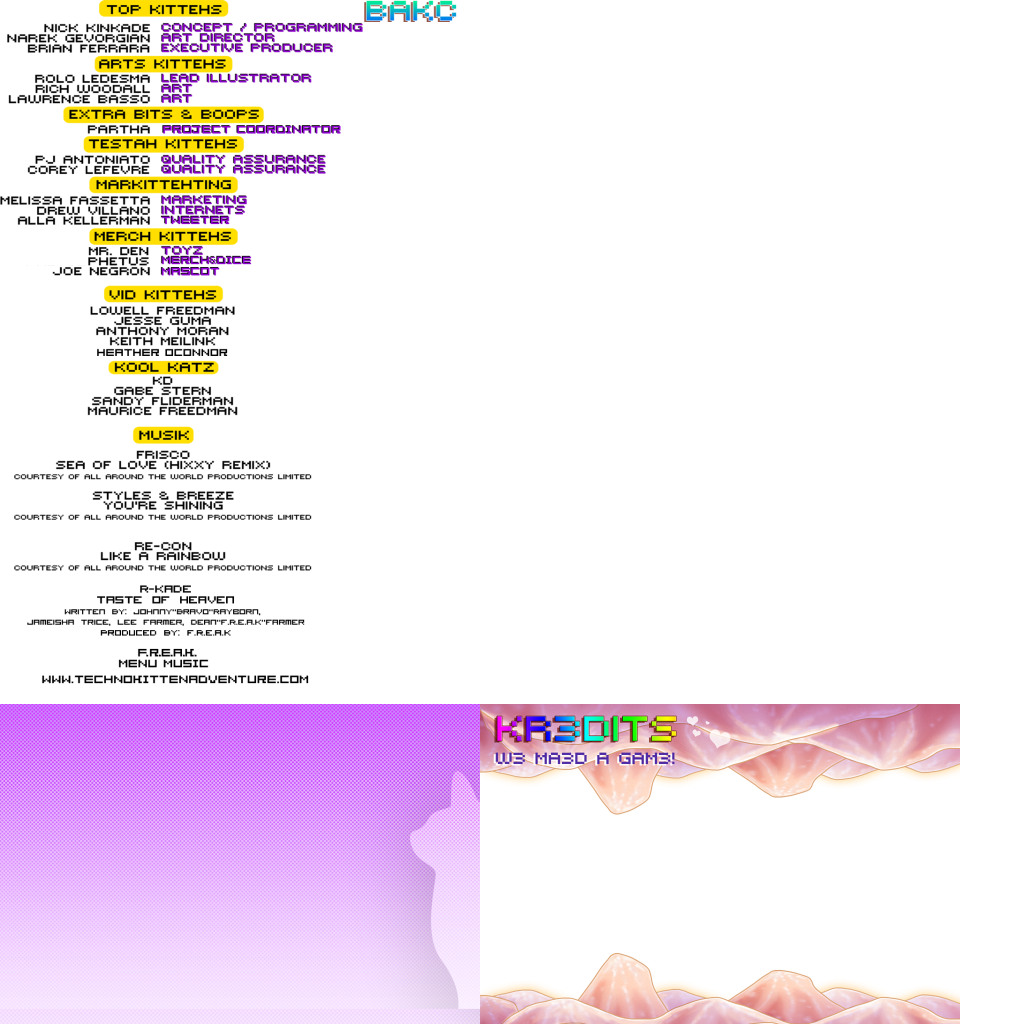 TOP KITTEHS
BAKC
NICK KINKADE CONCEPT / PROGRAMMING
NAREK GEVORGIAN ART DIRECTOR
BRIAN FERRARA EXECUTIVE PRODUCER
ARTS KITTEHS
ROLO LEDESMA LEAD ILLUSTRATOR
RICH WOODALL ART
LAWRENCE BASSO ART
EXTRA BITS & BOOPS
PARTHA PROJECT COORDINATOR
TESTAH KITTEHS
PJ ANTONIATO QUALITY ASSURANCE
COREY LEFEVRE QUALITY ASSURANCE
MARKITTEHTING
MELISSA FASSETTA MARKETING
DREW VILLANO INTERNETS
ALLA KELLERMAN TWEETER
MERCH KITTEHS
MR. DEN TOYZ
PHETUS MERCH&DICE
JOE NEGRON MASCOT
VID KITTEHS
LOWELL FREEDMAN
JESSE GUMA
ANTHONY MORAN
KEITH MEILINK
HEATHER OCONNOR
KOOL KATZ
KD
GABE STERN
SANDY FLIDERMAN
MAURICE FREEDMAN
MUSIK
FRISCO
SEA OF LOVE (HIXXY REMIX)
COURTESY OF ALL AROUND THE WORLD PRODUCTIONS LIMITED
STYLES & BREEZE
YOU'RE SHINING
COURTESY OF ALL AROUND THE WORLD PRODUCTIONS LIMITED
RE-CON
LIKE A RAINBOW
COURTESY OF ALL AROUND THE WORLD PRODUCTIONS LIMITED
R-KADE
TASTE OF HEAVEN
WRITTEN BY: JOHNNY"BRAVO"RAYBORN,
JAMEISHA TRICE, LEE FARMER, DEAN"F.R.E.A.K"FARMER
PRODUCED BY: F.R.E.A.K
F.R.E.A.K.
MENU MUSIC
WWW.TECHNOKITTENADVENTURE.COM
KR3DITS
W3 MA3D A GAM3!